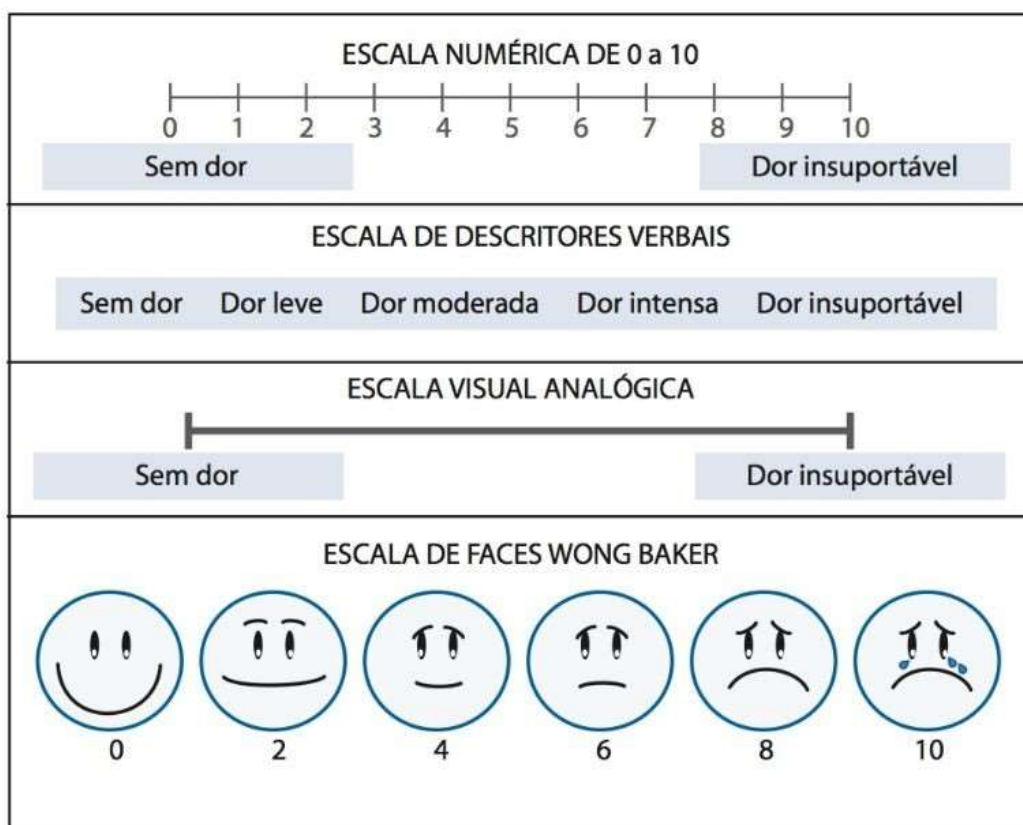 ESCALA NUMÉRICA DE 0 a 10
0 1 2 3 4 5 6 7 8 9 10
Sem dor Dor insuportável
ESCALA DE DESCRITORES VERBAIS
Sem dor Dor leve Dor moderada Dor intensa Dor insuportável
ESCALA VISUAL ANALÓGICA
Sem dor Dor insuportável
ESCALA DE FACES WONG BAKER
0 2 4 6 8 10